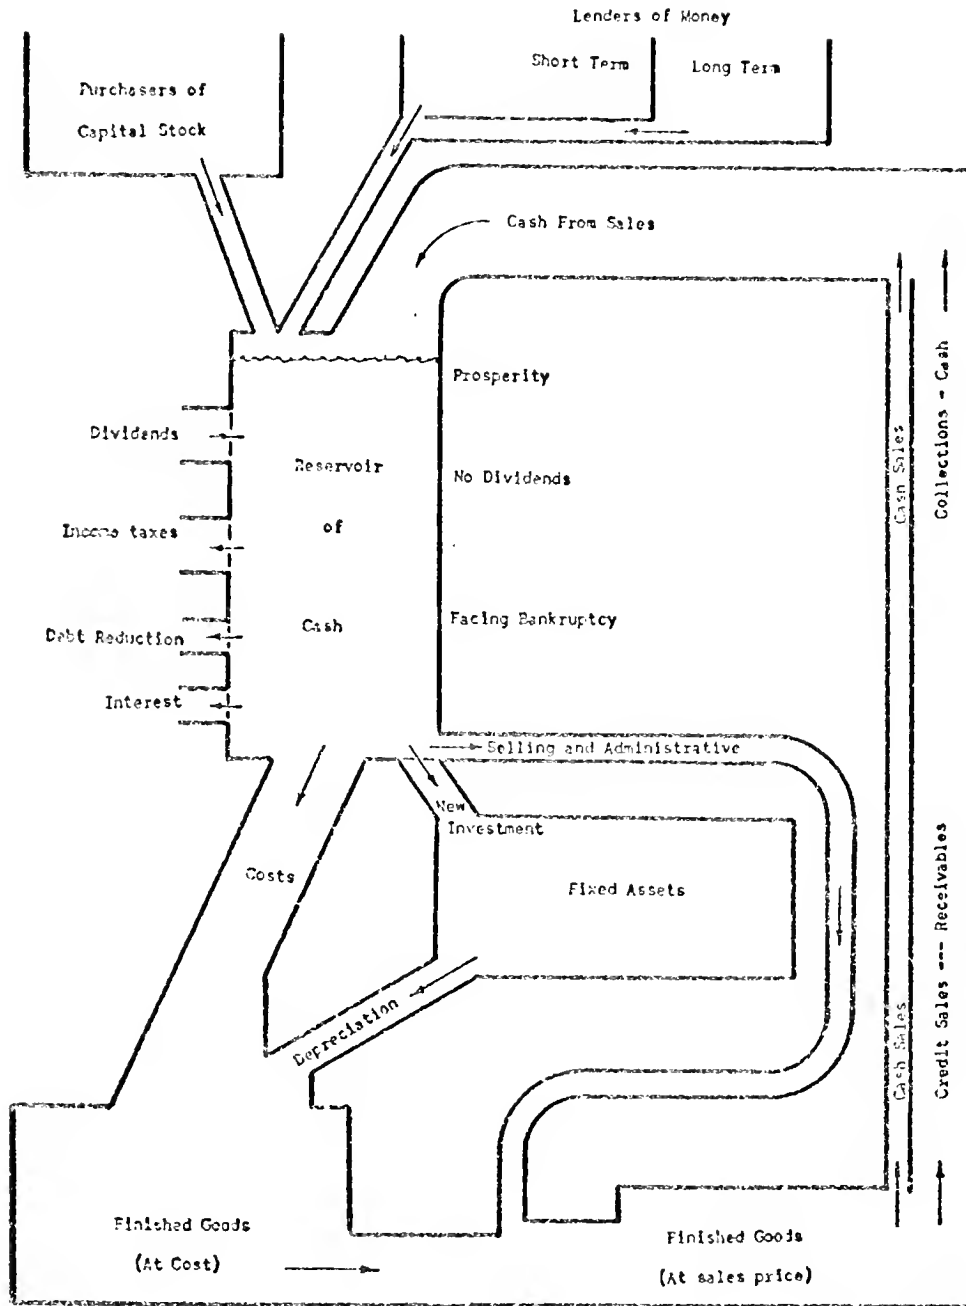 Lenders of Money
Short Term
Long Term
Purchasers of
Capital Stock
Cash From Sales
Prosperity
Dividends
Reservoir
No Dividends
of
Income taxes
Cash
Facing Bankruptcy
Debt Reduction
Interest
Selling and Administrative
New
Investment
Costs
Fixed Assets
Depreciation
Cash Sales
Collections - Cash
Cash Sales
Credit Sales --- Receivables
Finished Goods
(At Cost)
Finished Goods
(At sales price)